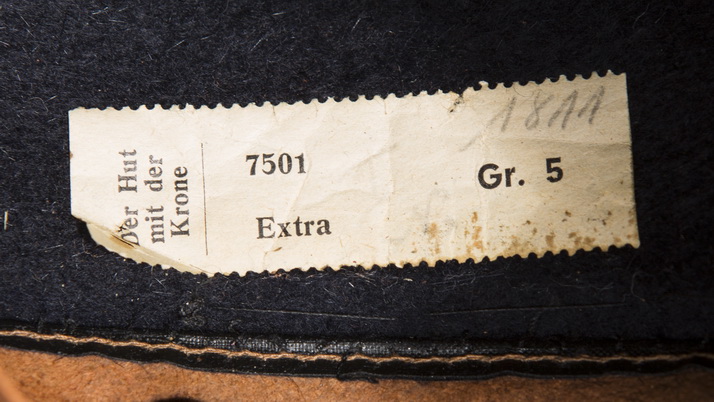 Der Hut
mit der
Krone
7501
Extra
1811
Gr. 5